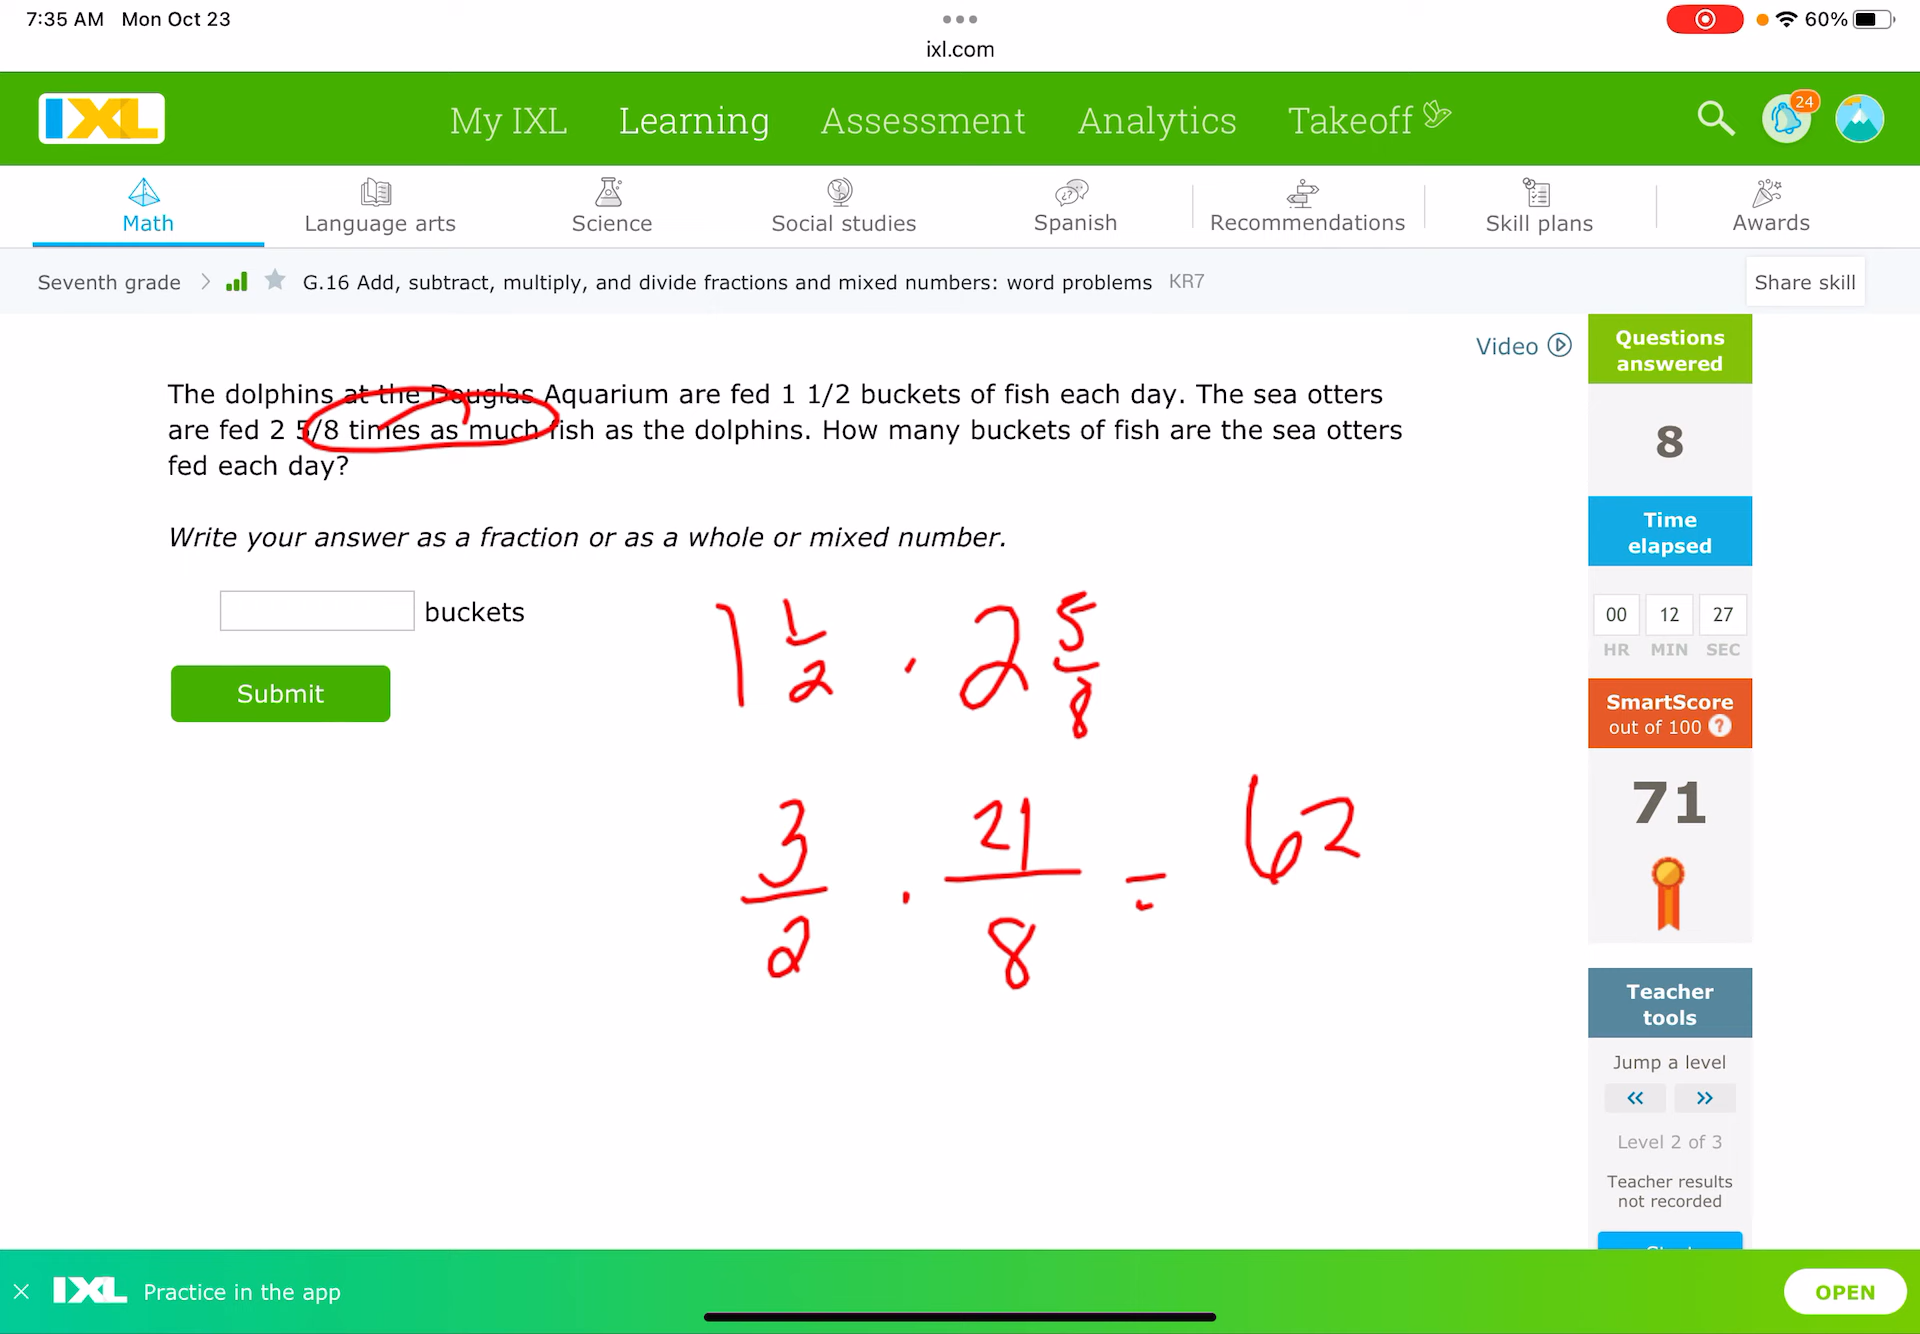 7:35 AM Mon Oct 23
60%
ixl.com
IXL
My IXL Learning Assessment Analytics Takeoff
24
Math Language arts Science Social studies Spanish Recommendations Skill plans Awards
Seventh grade G.16 Add, subtract, multiply, and divide fractions and mixed numbers: word problems KR7
Share skill
Video
The dolphins at the Douglas Aquarium are fed 1 1/2 buckets of fish each day. The sea otters
are fed 2 5/8 times as much fish as the dolphins. How many buckets of fish are the sea otters
fed each day?
Write your answer as a fraction or as a whole or mixed number.
buckets
Submit
1 1/2 · 2 5/8
3/2 · 21/8 = 62
Questions
answered
8
Time
elapsed
00 12 27
HR MIN SEC
SmartScore
out of 100 ?
71
Teacher
tools
Jump a level
<< >>
Level 2 of 3
Teacher results
not recorded
× IXL Practice in the app
OPEN